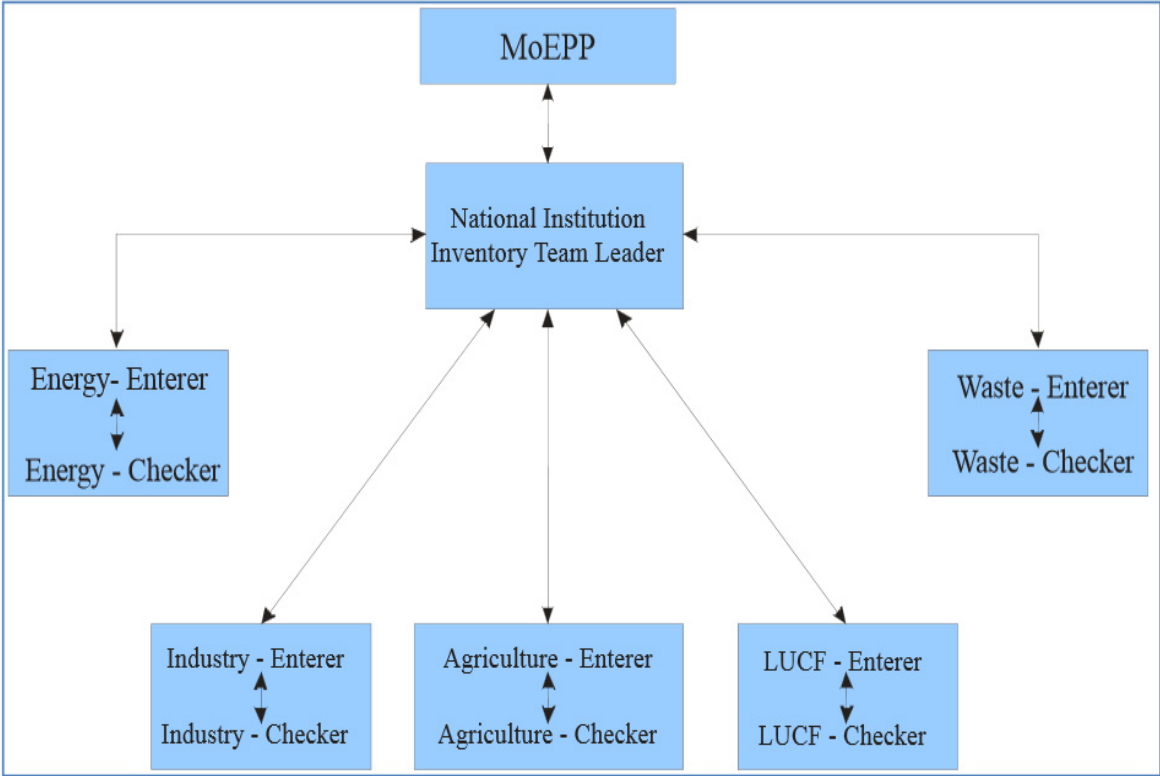 MoEPP
National Institution
Inventory Team Leader
Energy- Enterer
Energy - Checker
Waste - Enterer
Waste - Checker
Industry - Enterer
Industry - Checker
Agriculture - Enterer
Agriculture - Checker
LUCF - Enterer
LUCF - Checker